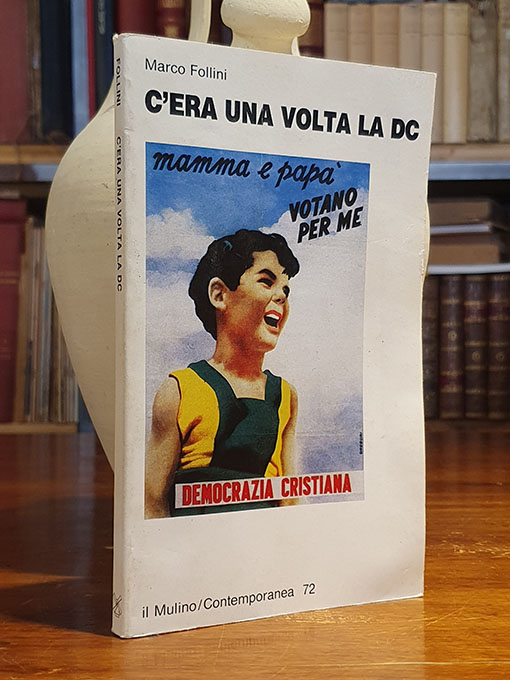 Marco Follini
C'ERA UNA VOLTA LA DC
mamma e papà
VOTANO
PER ME
DEMOCRAZIA CRISTIANA
il Mulino/Contemporanea 72
FOLLINI C'ERA UNA VOLTA LA DC